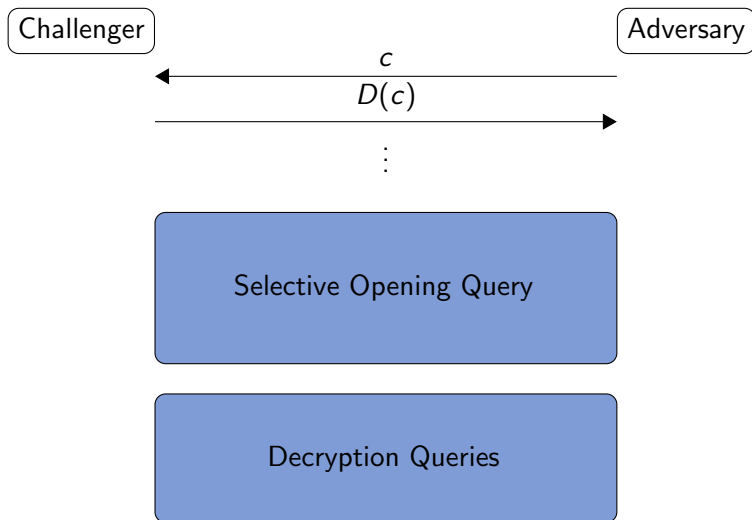 Challenger Adversary
c
D(c)
⋮
Selective Opening Query
Decryption Queries